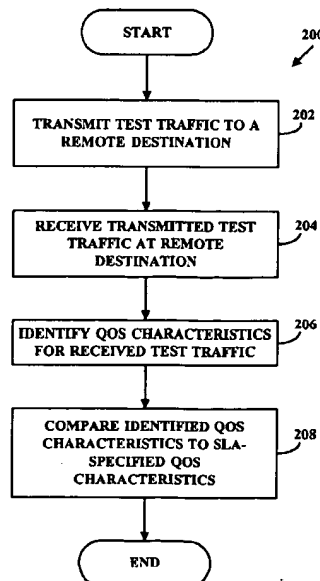 START
200
TRANSMIT TEST TRAFFIC TO A
REMOTE DESTINATION
202
RECEIVE TRANSMITTED TEST
TRAFFIC AT REMOTE
DESTINATION
204
IDENTIFY QOS CHARACTERISTICS
FOR RECEIVED TEST TRAFFIC
206
COMPARE IDENTIFIED QOS
CHARACTERISTICS TO SLA-
SPECIFIED QOS
CHARACTERISTICS
208
END